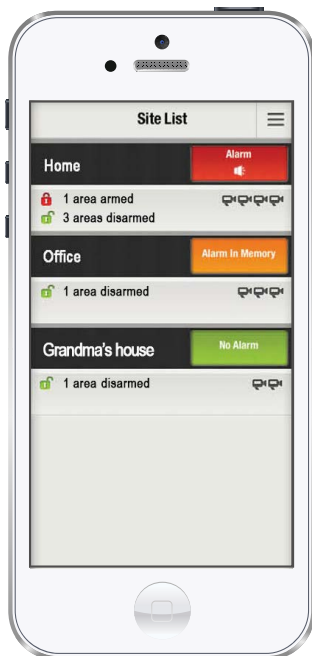 Site List
Home
Alarm
1 area armed
3 areas disarmed
Office
Alarm In Memory
1 area disarmed
Grandma's house
No Alarm
1 area disarmed